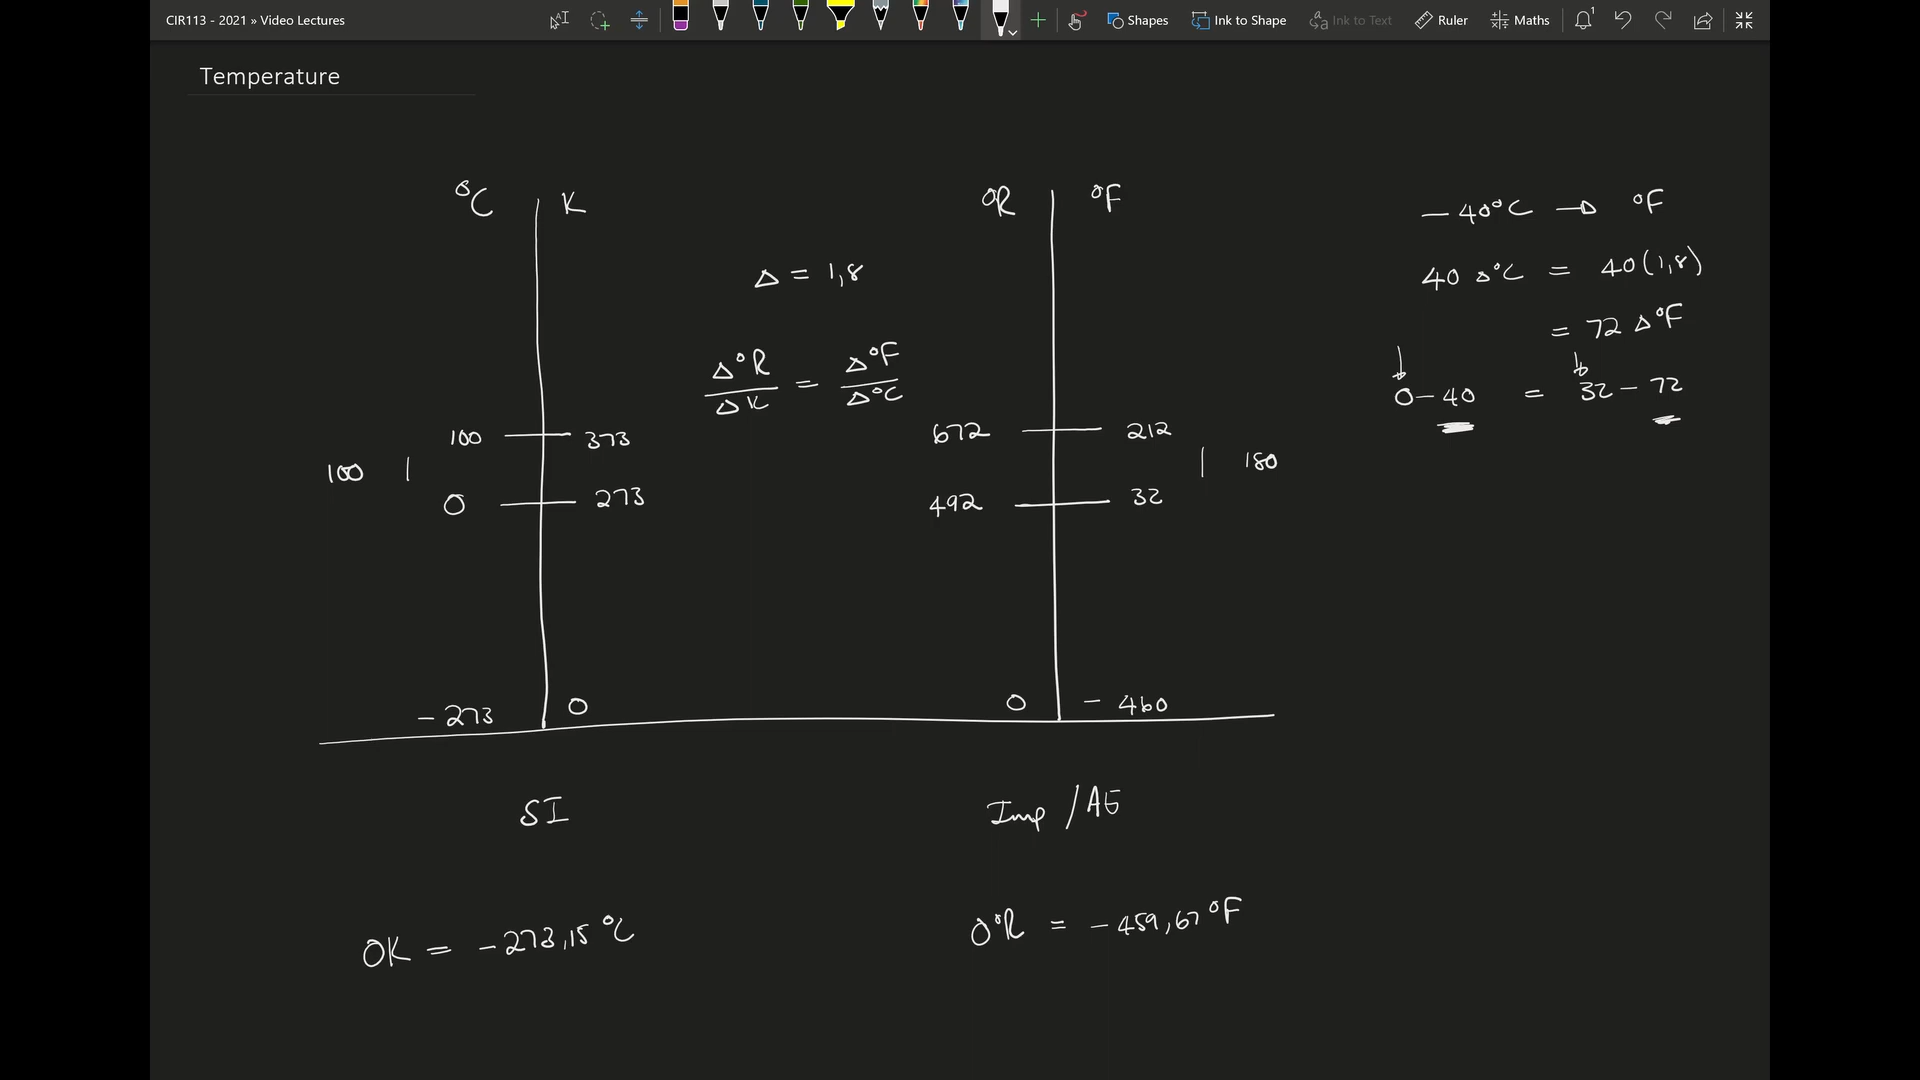 CIR113 - 2021 » Video Lectures
Shapes Ink to Shape Ink to Text Ruler Maths 1
Temperature
°C K
°R °F
Δ = 1,8
Δ°R/ΔK = Δ°F/Δ°C
100 373
0 273
100
-273 0
672 212
492 32
180
0 -460
SI
Imp/AE
0K = -273,15 °C
0°R = -459,67 °F
-40°C → °F
40 Δ°C = 40(1,8)
= 72 Δ°F
0-40 = 32-72